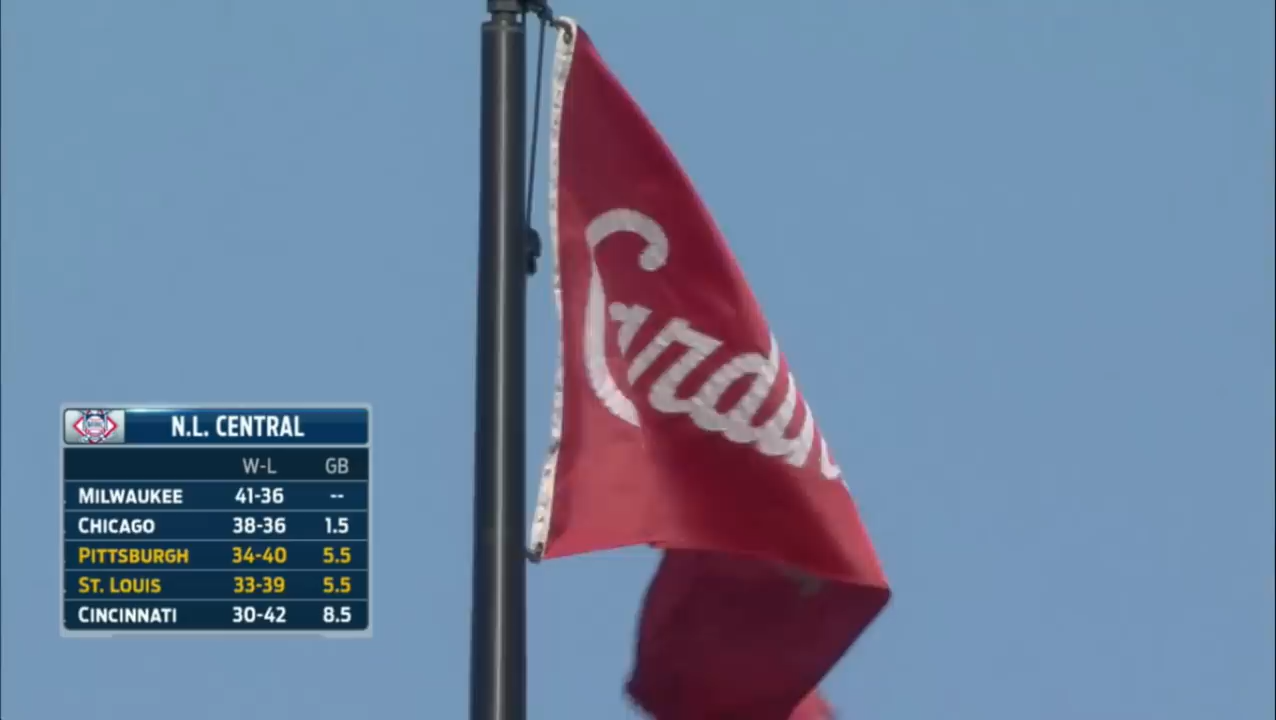 N.L. CENTRAL
W-L GB
MILWAUKEE 41-36 --
CHICAGO 38-36 1.5
PITTSBURGH 34-40 5.5
ST. LOUIS 33-39 5.5
CINCINNATI 30-42 8.5